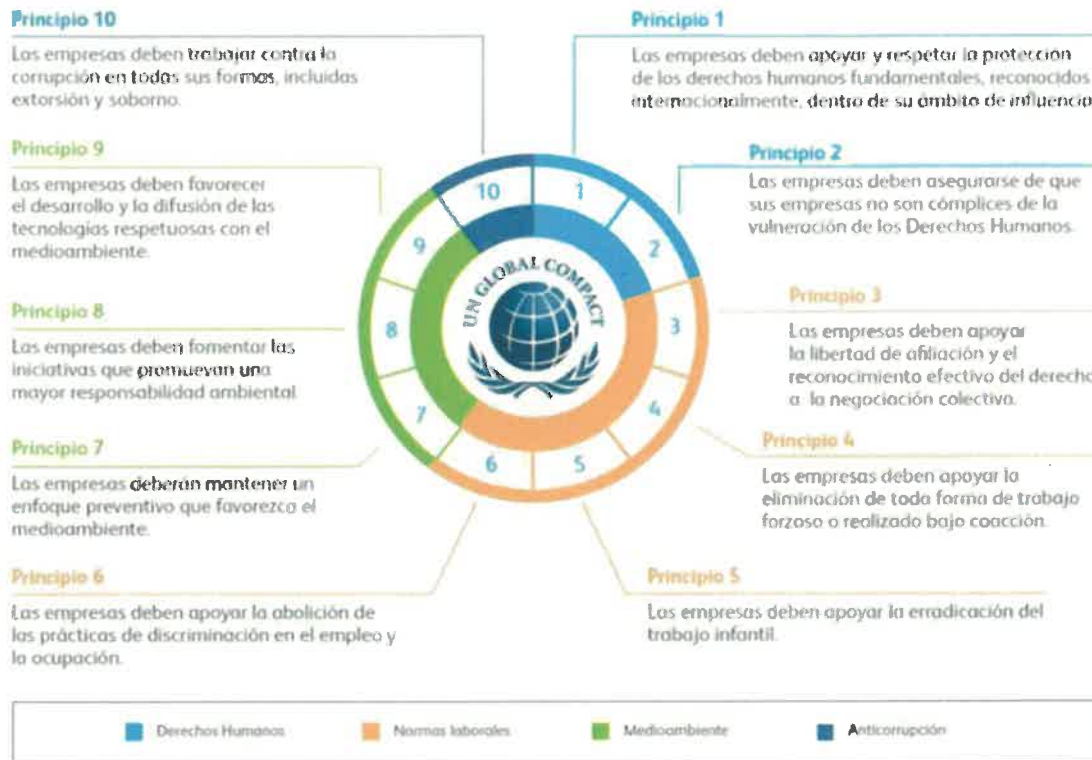 Principio 10
Las empresas deben trabajar contra la
corrupción en todas sus formas, incluidas
extorsión y soborno.
Principio 1
Las empresas deben apoyar y respetar la protección
de los derechos humanos fundamentales, reconocidos
internacionalmente, dentro de su ámbito de influencia
Principio 9
Las empresas deben favorecer
el desarrollo y la difusión de las
tecnologías respetuosas con el
medioambiente.
Principio 2
Las empresas deben asegurarse de que
sus empresas no son cómplices de la
vulneración de los Derechos Humanos.
Principio 8
Las empresas deben fomentar las
iniciativas que promuevan una
mayor responsabilidad ambiental.
Principio 3
Las empresas deben apoyar
la libertad de afiliación y el
reconocimiento efectivo del derecho
a la negociación colectiva.
Principio 7
Las empresas deberán mantener un
enfoque preventivo que favorezca el
medioambiente.
Principio 4
Las empresas deben apoyar la
eliminación de toda forma de trabajo
forzoso o realizado bajo coacción.
Principio 6
Las empresas deben apoyar la abolición de
las prácticas de discriminación en el empleo y
la ocupación.
Principio 5
Las empresas deben apoyar la erradicación del
trabajo infantil.
10
1
9
2
8
3
7
4
6
5
UN GLOBAL COMPACT
Derechos Humanos
Normas laborales
Medioambiente
Anticorrupción